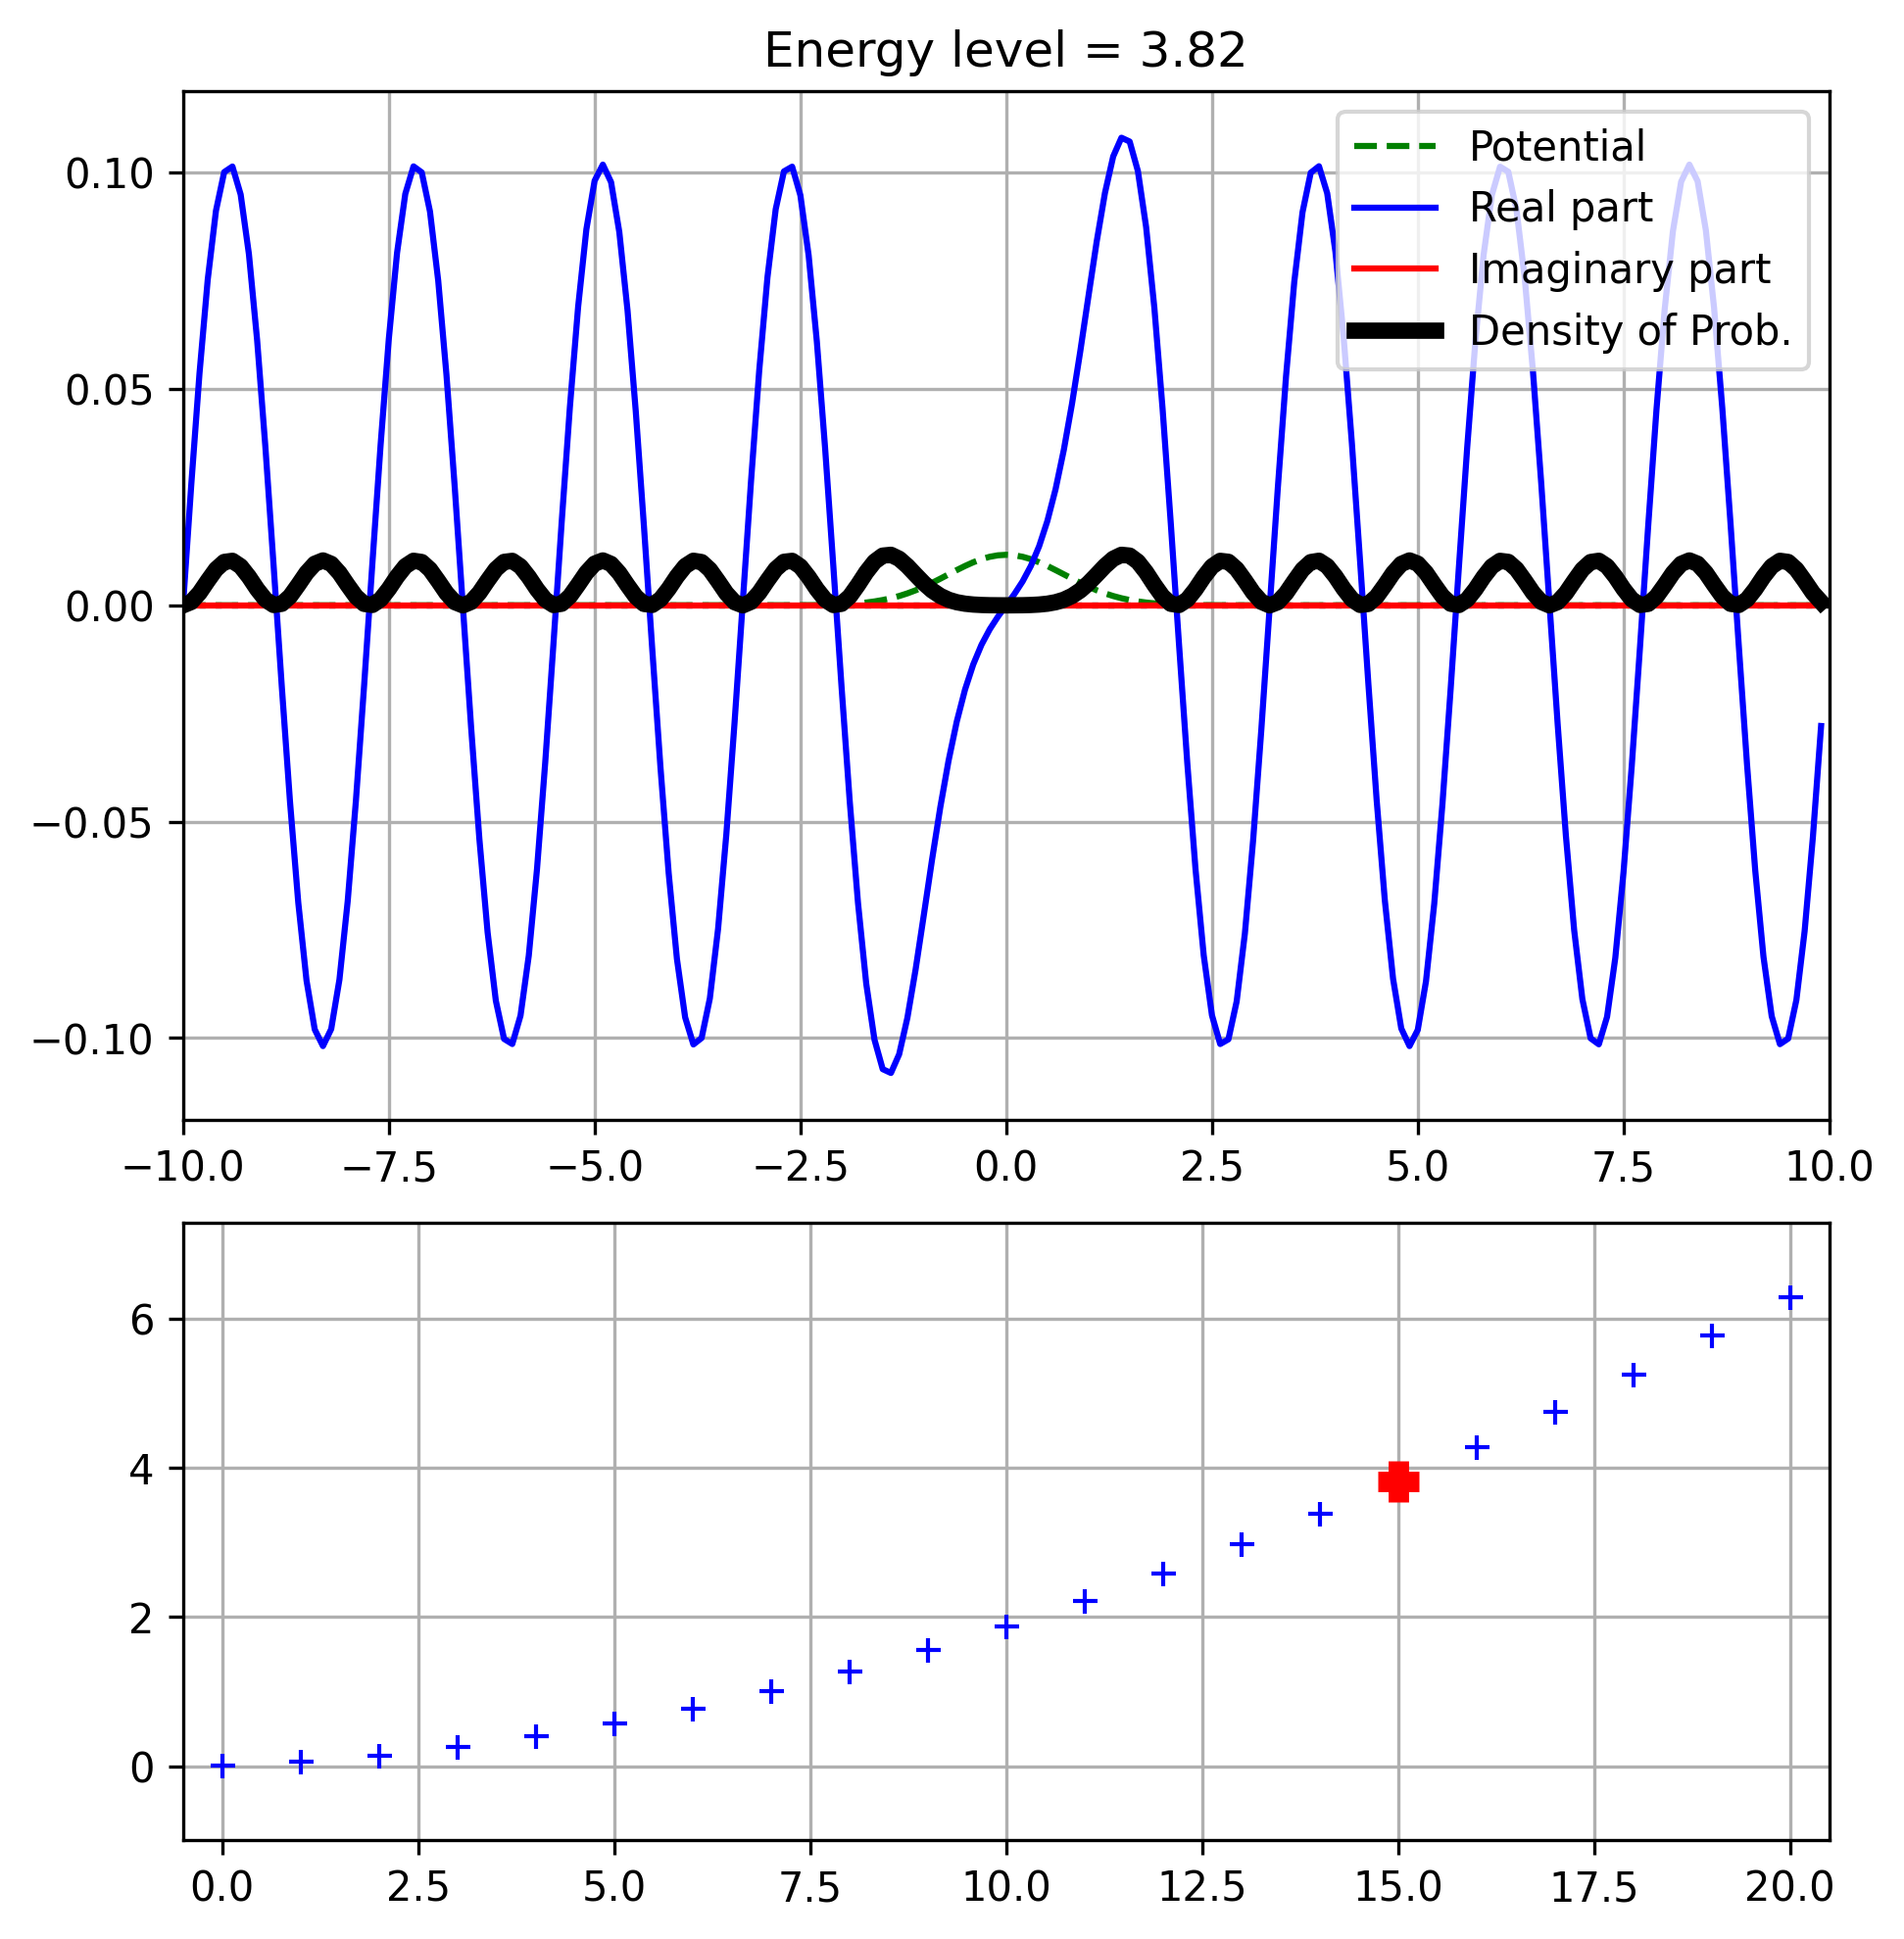 Energy level = 3.82
Potential
Real part
Imaginary part
Density of Prob.
0.10
0.05
0.00
−0.05
−0.10
−10.0 −7.5 −5.0 −2.5 0.0 2.5 5.0 7.5 10.0
6
4
2
0
0.0 2.5 5.0 7.5 10.0 12.5 15.0 17.5 20.0